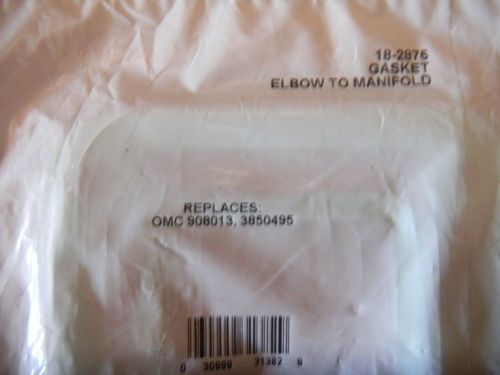 18-2876
GASKET
ELBOW TO MANIFOLD
REPLACES:
OMC 908013, 3850495
0 30999 31382 9